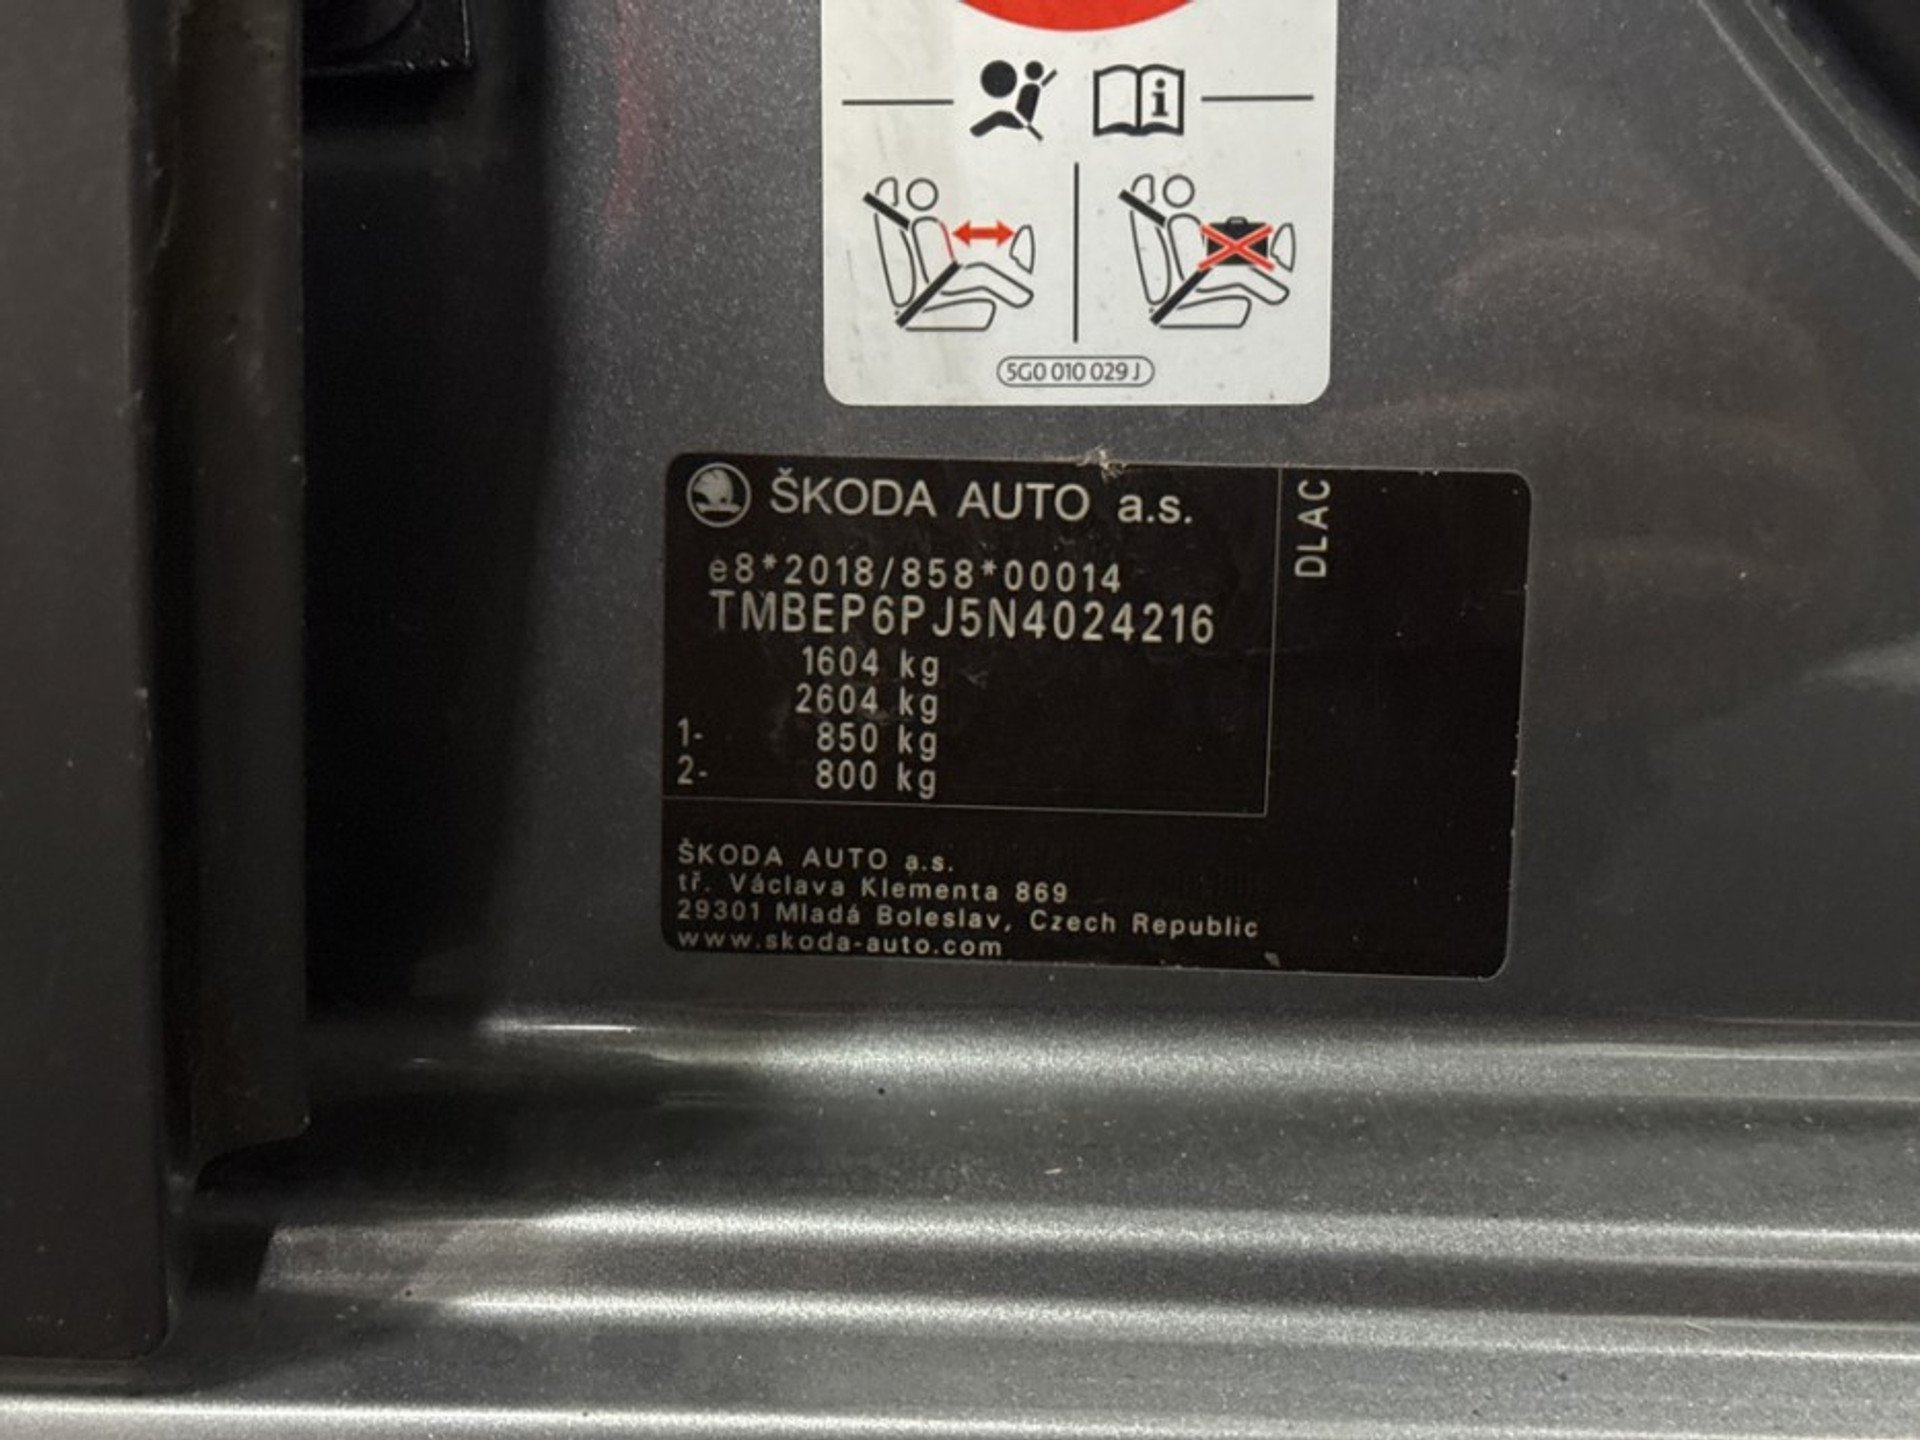 i
5G0 010 029 J
ŠKODA AUTO a.s.
DLAC
e8*2018/858*00014
TMBEP6PJ5N4024216
1604 kg
2604 kg
1- 850 kg
2- 800 kg
ŠKODA AUTO a.s.
tř. Václava Klementa 869
29301 Mladá Boleslav, Czech Republic
www.skoda-auto.com